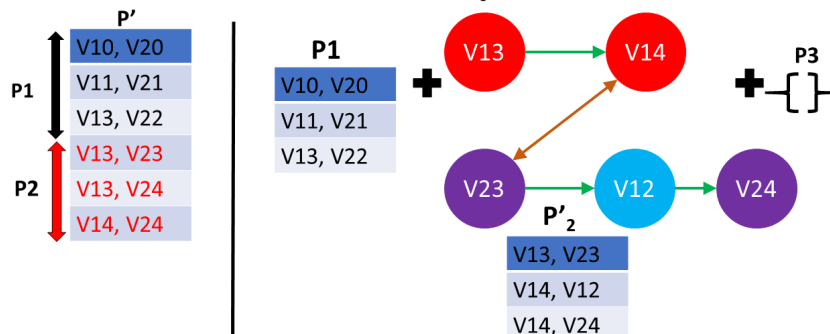 P'
P1
V10, V20
V11, V21
V13, V22
P2
V13, V23
V13, V24
V14, V24
P1
V10, V20
V11, V21
V13, V22
+
V13
V14
+
P3
{ }
V23
V12
V24
P'2
V13, V23
V14, V12
V14, V24